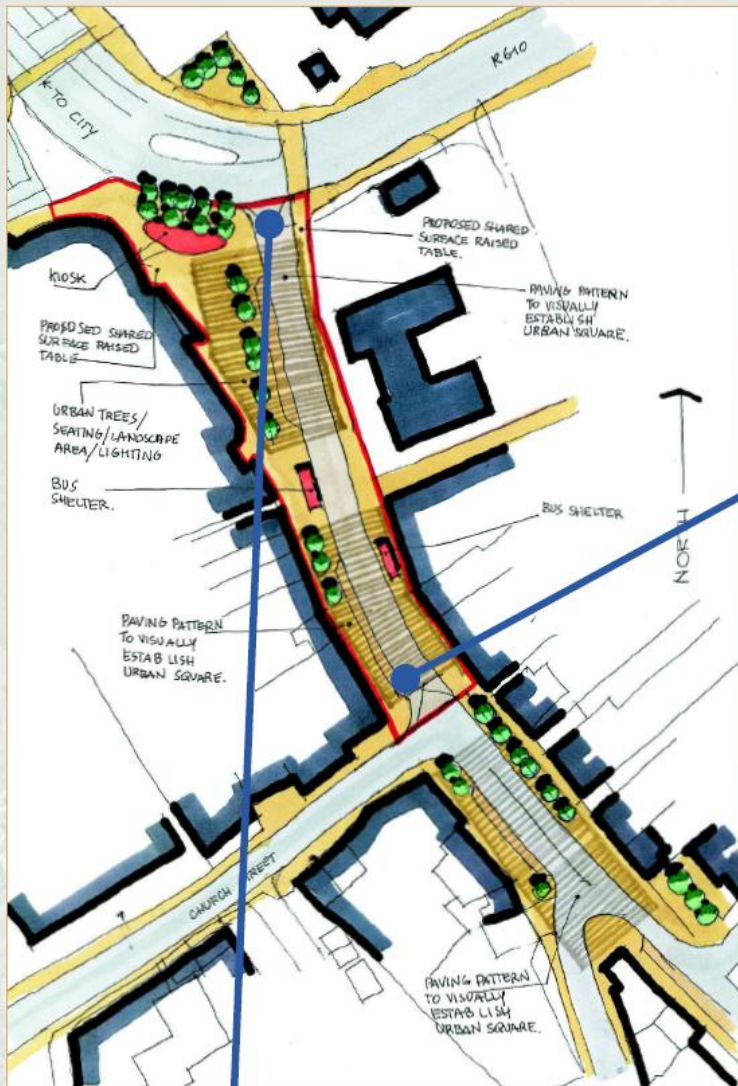 R610
TO CITY
PROPOSED SHARED
SURFACE RAISED
TABLE.
KIOSK
PAVING PATTERN
TO VISUALLY
ESTABLISH
URBAN SQUARE.
PROPOSED SHARED
SURFACE RAISED
TABLE
URBAN TREES/
SEATING/LANDSCAPE
AREA/LIGHTING
BUS
SHELTER.
BUS SHELTER
NORTH
PAVING PATTERN
TO VISUALLY
ESTABLISH
URBAN SQUARE.
CHURCH STREET
PAVING PATTERN
TO VISUALLY
ESTABLISH
URBAN SQUARE.